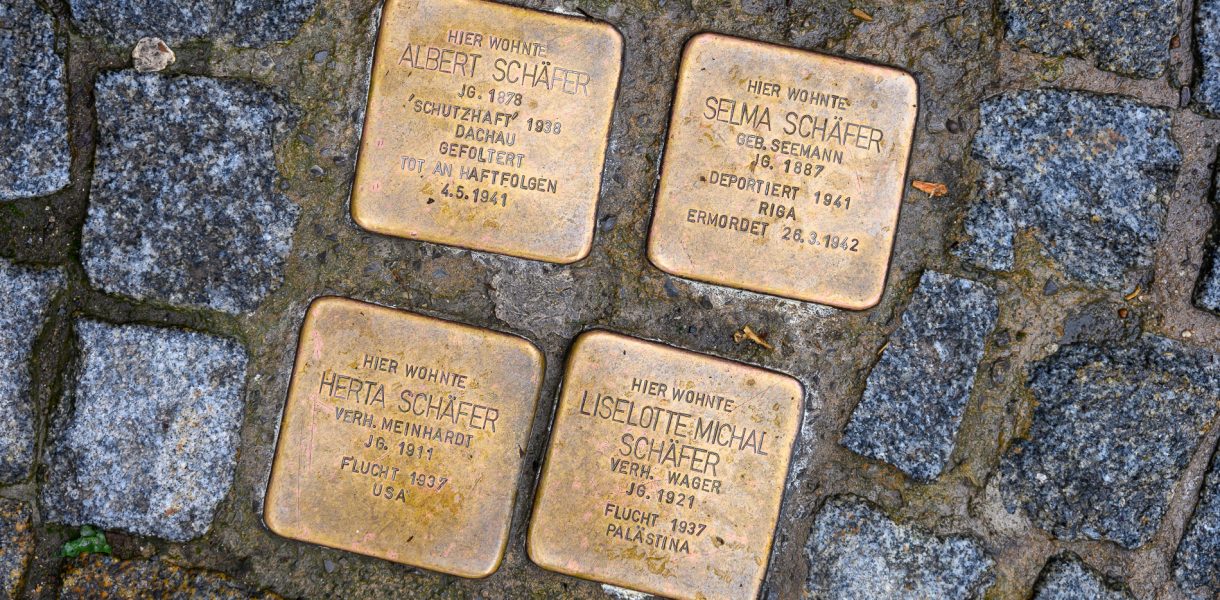 HIER WOHNTE
ALBERT SCHÄFER
JG. 1878
'SCHUTZHAFT' 1938
DACHAU
GEFOLTERT
TOT AN HAFTFOLGEN
4.5.1941
HIER WOHNTE
SELMA SCHÄFER
GEB. SEEMANN
JG. 1887
DEPORTIERT 1941
RIGA
ERMORDET 26.3.1942
HIER WOHNTE
HERTA SCHÄFER
VERH. MEINHARDT
JG. 1911
FLUCHT 1937
USA
HIER WOHNTE
LISELOTTE MICHAL
SCHÄFER
VERH. WAGER
JG. 1921
FLUCHT 1937
PALÄSTINA